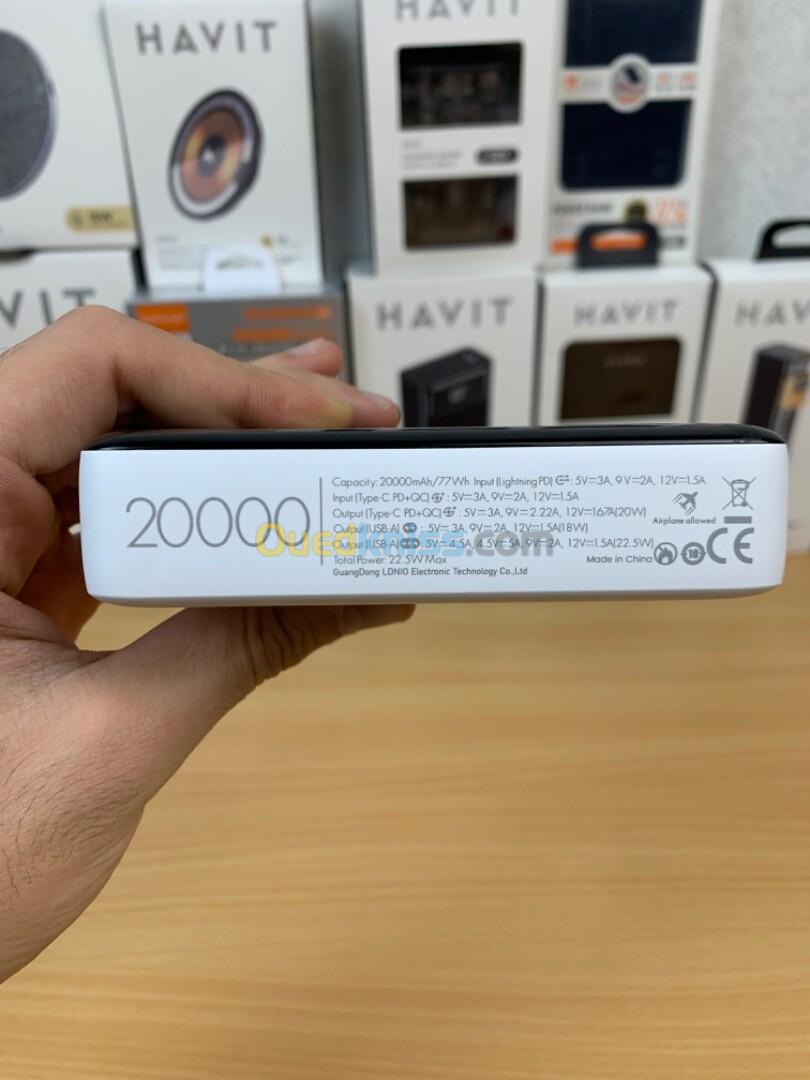 HAVIT
HAVIT
HAVIT
HAVIT
20000
Capacity: 20000mAh/77Wh Input (Lightning PD) : 5V⎓3A, 9V⎓2A, 12V⎓1.5A
Input (Type-C PD+QC) : 5V⎓3A, 9V⎓2A, 12V⎓1.5A
Output (Type-C PD+QC) : 5V⎓3A, 9V⎓2.22A, 12V⎓1.67A(20W)
Output (USB-A) : 5V⎓3A, 9V⎓2A, 12V⎓1.5A(18W)
Output (USB-A) : 5V⎓4.5A, 4.5V⎓5A, 9V⎓2A, 12V⎓1.5A(22.5W)
Total Power: 22.5W Max
GuangDong LDNIO Electronic Technology Co.,Ltd
Airplane allowed
Made in China
10
CE
Ouedkniss.com